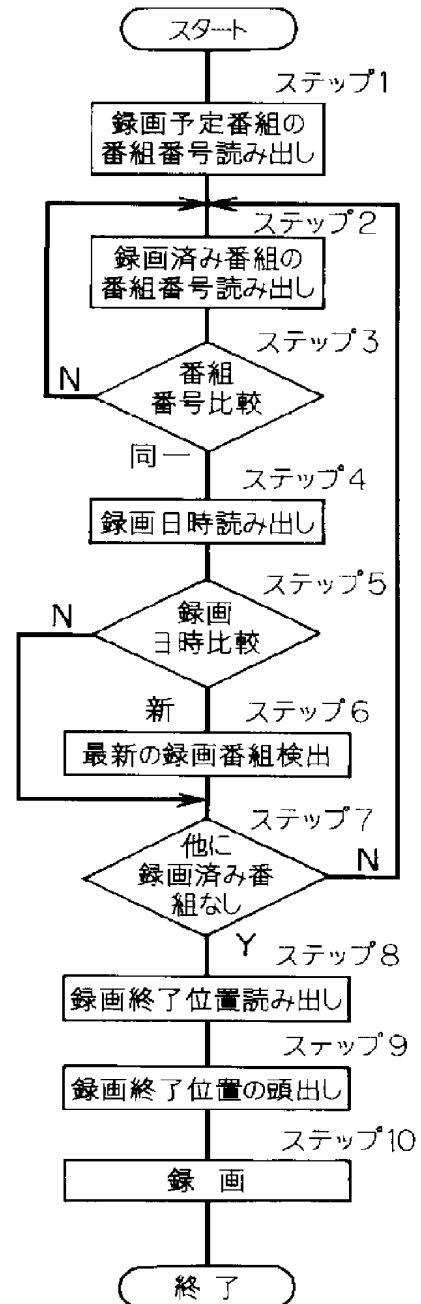 スタート
ステップ1
録画予定番組の
番組番号読み出し
ステップ2
録画済み番組の
番組番号読み出し
ステップ3
番組
番号比較
N
同一
ステップ4
録画日時読み出し
ステップ5
録画
日時比較
N
新
ステップ6
最新の録画番組検出
ステップ7
他に
録画済み番
組なし
N
Y
ステップ8
録画終了位置読み出し
ステップ9
録画終了位置の頭出し
ステップ10
録 画
終 了